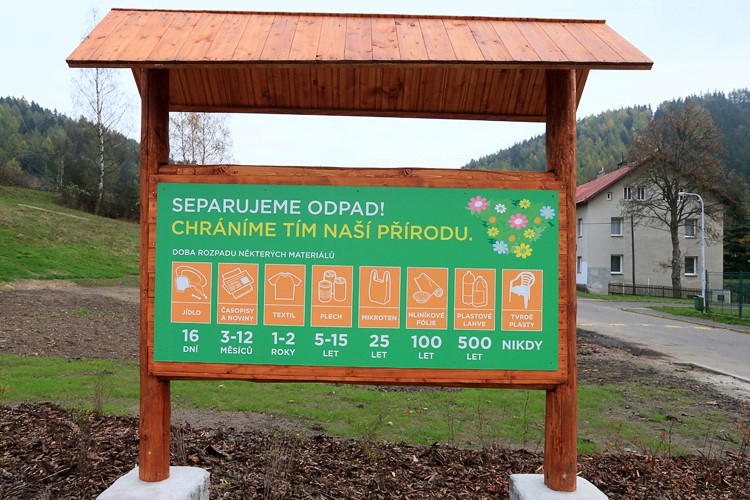 SEPARUJEME ODPAD!
CHRÁNÍME TÍM NAŠÍ PŘÍRODU.
DOBA ROZPADU NĚKTERÝCH MATERIÁLŮ
JÍDLO
16
DNÍ
ČASOPISY
A NOVINY
3-12
MĚSÍCŮ
TEXTIL
1-2
ROKY
PLECH
5-15
LET
MIKROTEN
25
LET
HLINÍKOVÉ
FÓLIE
100
LET
PLASTOVÉ
LAHVE
500
LET
TVRDÉ
PLASTY
NIKDY